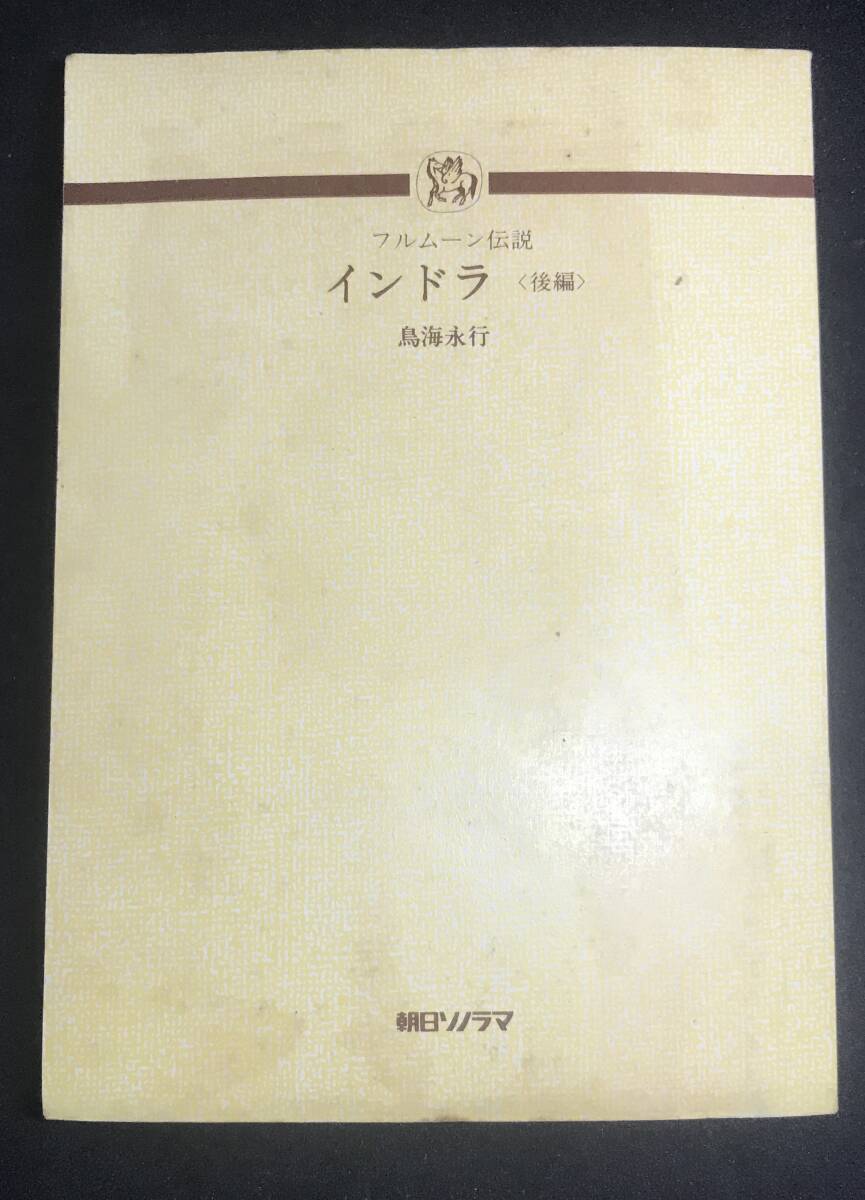 フルムーン伝説
インドラ〈後編〉
鳥海永行
朝日ソノラマ